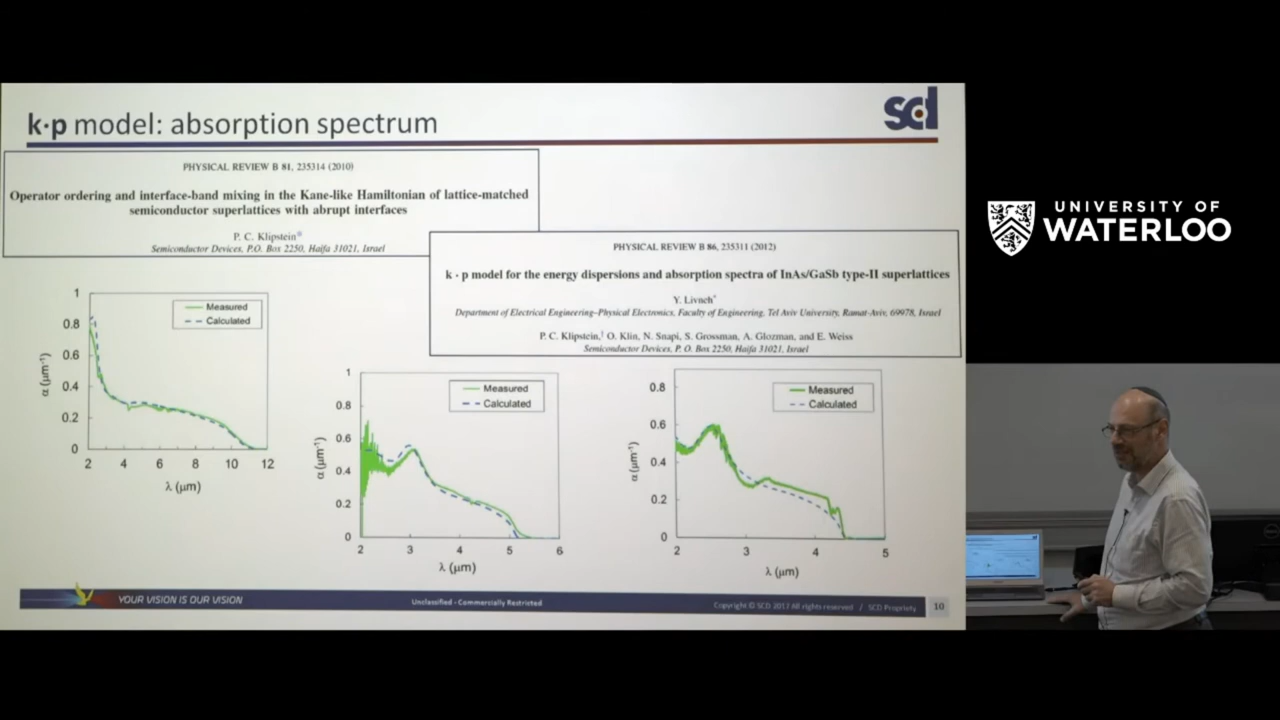 k·p model: absorption spectrum
scd
PHYSICAL REVIEW B 81, 235314 (2010)
Operator ordering and interface-band mixing in the Kane-like Hamiltonian of lattice-matched
semiconductor superlattices with abrupt interfaces
P. C. Klipstein*
Semiconductor Devices, P.O. Box 2250, Haifa 31021, Israel
PHYSICAL REVIEW B 86, 235311 (2012)
k · p model for the energy dispersions and absorption spectra of InAs/GaSb type-II superlattices
Y. Livneh*
Department of Electrical Engineering–Physical Electronics, Faculty of Engineering, Tel Aviv University, Ramat-Aviv, 69978, Israel
P. C. Klipstein,† O. Klin, N. Snapi, S. Grossman, A. Glozman, and E. Weiss
Semiconductor Devices, P. O. Box 2250, Haifa 31021, Israel
1
0.8
0.6
0.4
0.2
0
α (μm⁻¹)
Measured
Calculated
2 4 6 8 10 12
λ (μm)
1
0.8
0.6
0.4
0.2
0
α (μm⁻¹)
Measured
Calculated
2 3 4 5 6
λ (μm)
0.8
0.6
0.4
0.2
0
α (μm⁻¹)
Measured
Calculated
2 3 4 5
λ (μm)
YOUR VISION IS OUR VISION
Unclassified - Commercially Restricted
Copyright © SCD 2017 All rights reserved / SCD Propriety
10
UNIVERSITY OF
WATERLOO